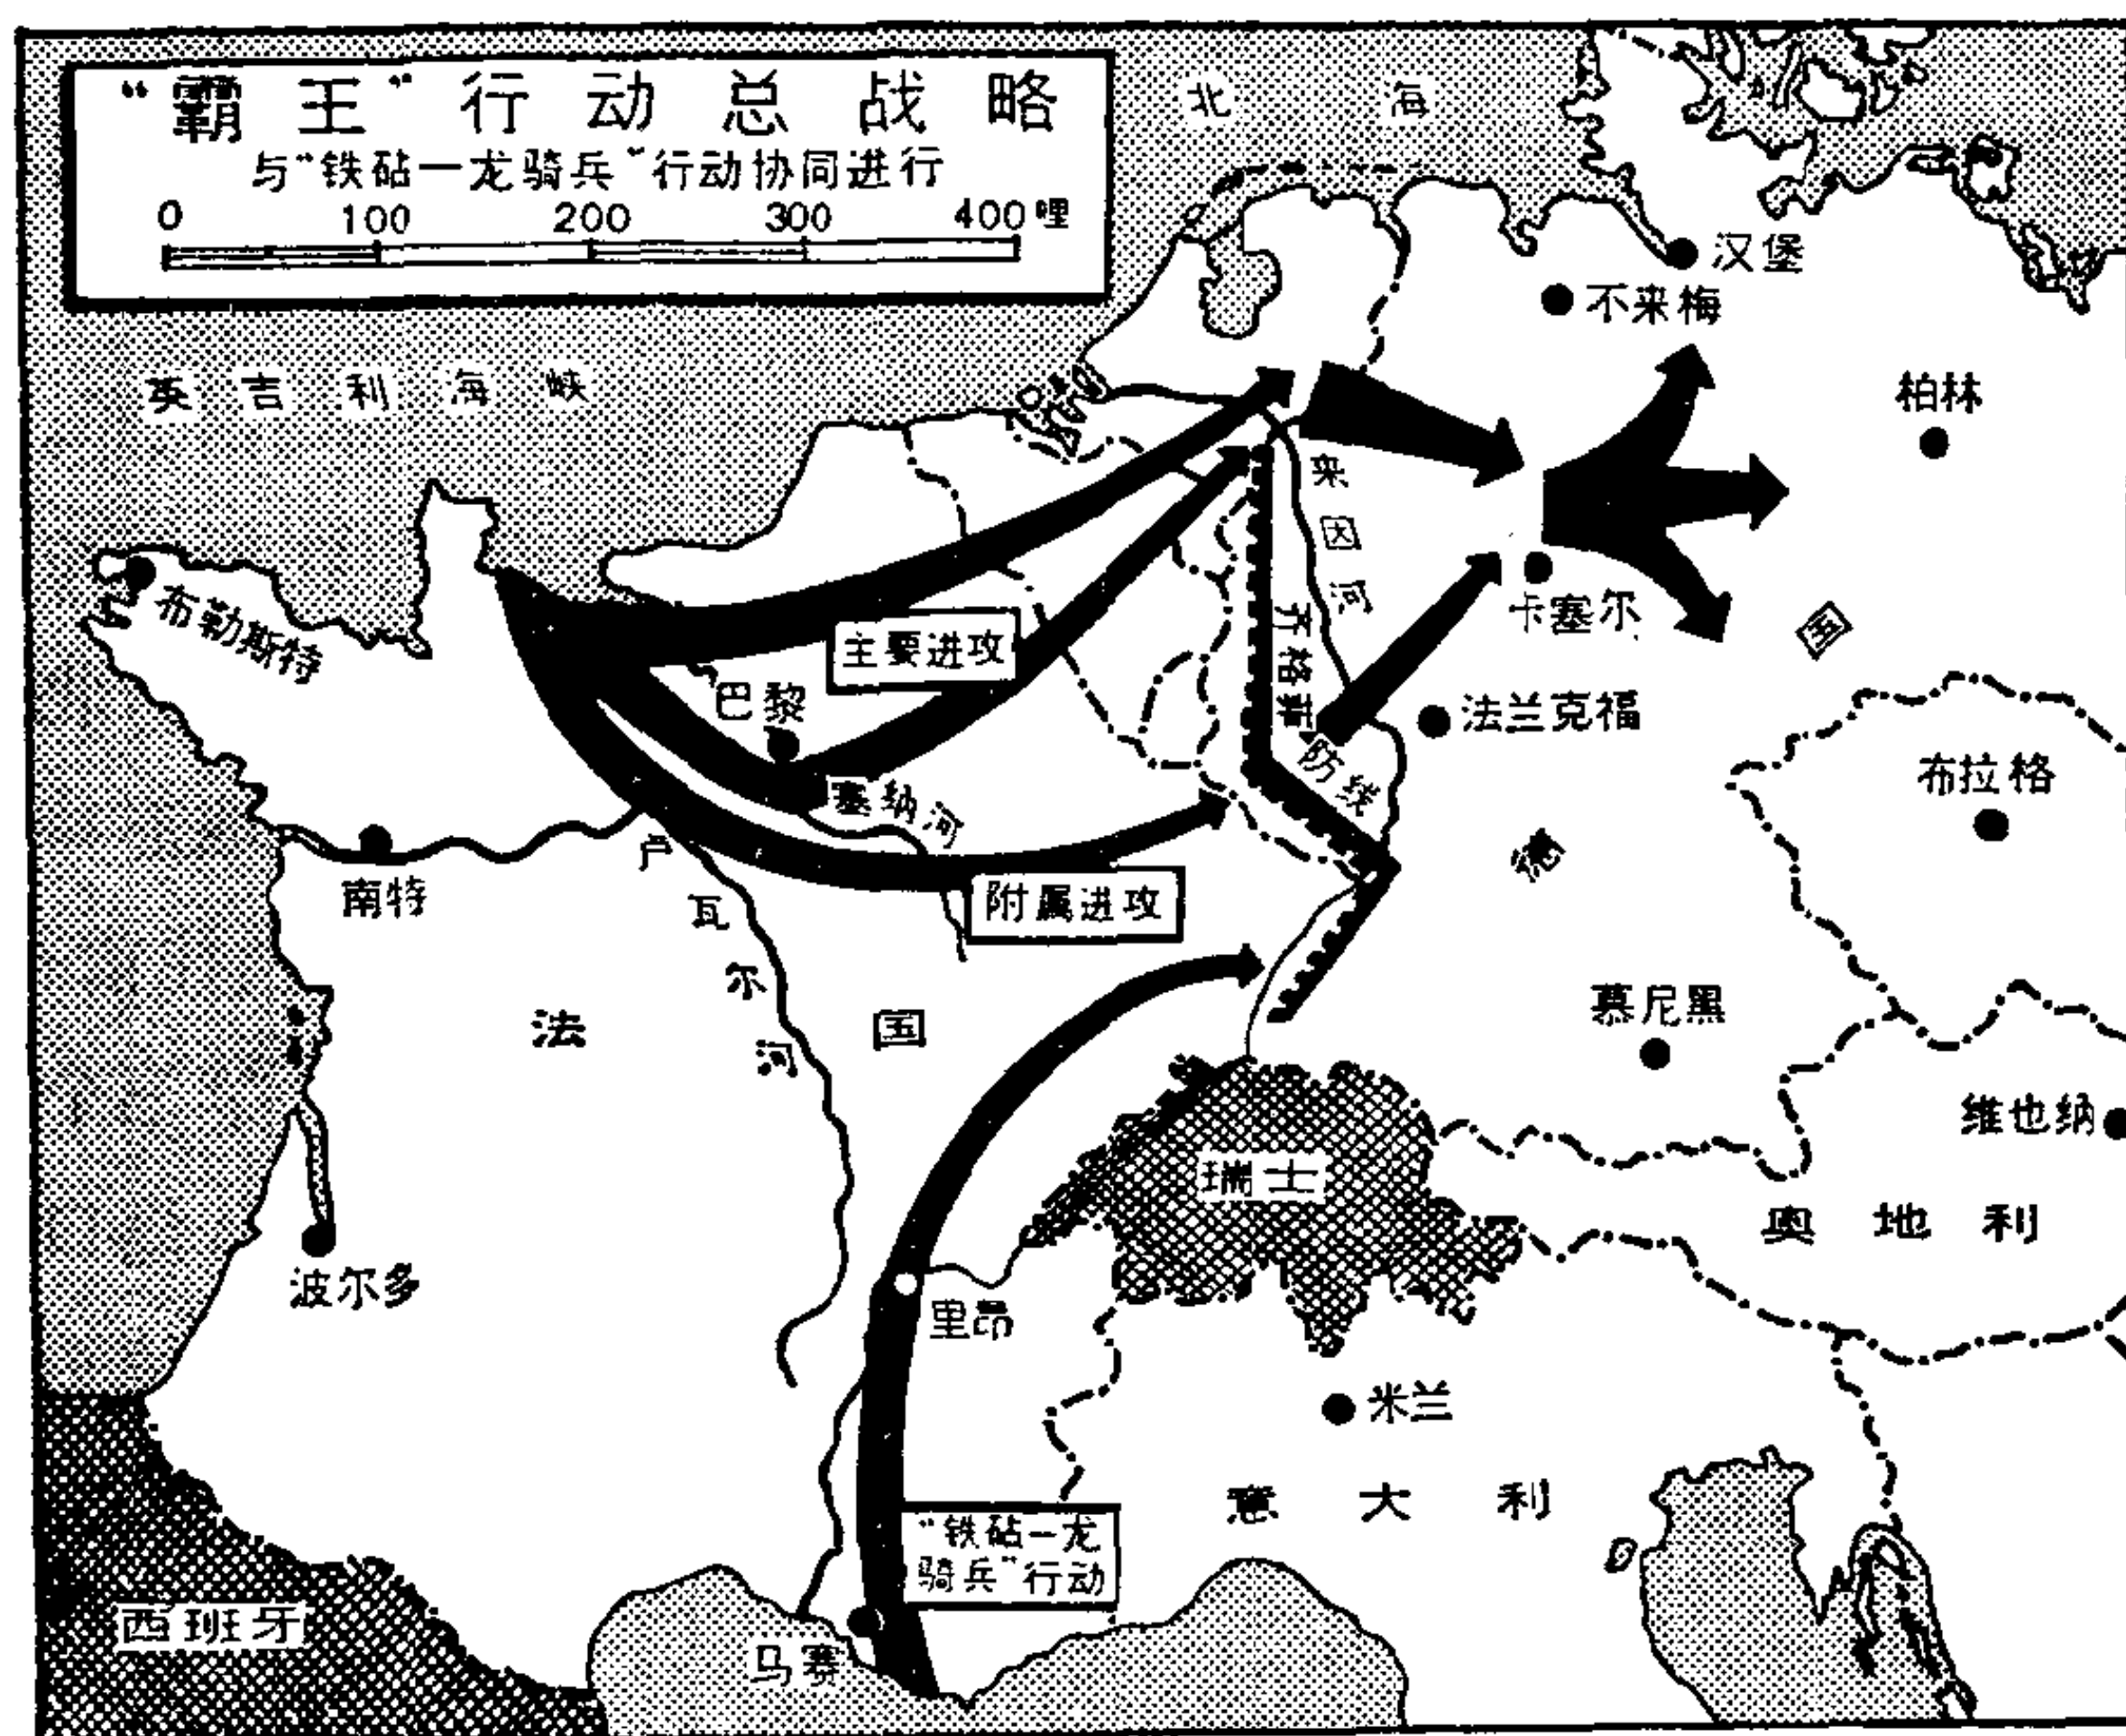 “霸王”行动总战略
与“铁砧一龙骑兵”行动协同进行
0 100 200 300 400哩
北海
汉堡
不来梅
英吉利海峡
柏林
来因河
布勒斯特
卡塞尔
主要进攻
齐格菲防线
国
巴黎
法兰克福
布拉格
塞纳河
卢瓦尔河
德
南特
附属进攻
法国
慕尼黑
维也纳
瑞士
奥地利
波尔多
里昂
米兰
意大利
“铁砧一龙
骑兵”行动
西班牙
马赛